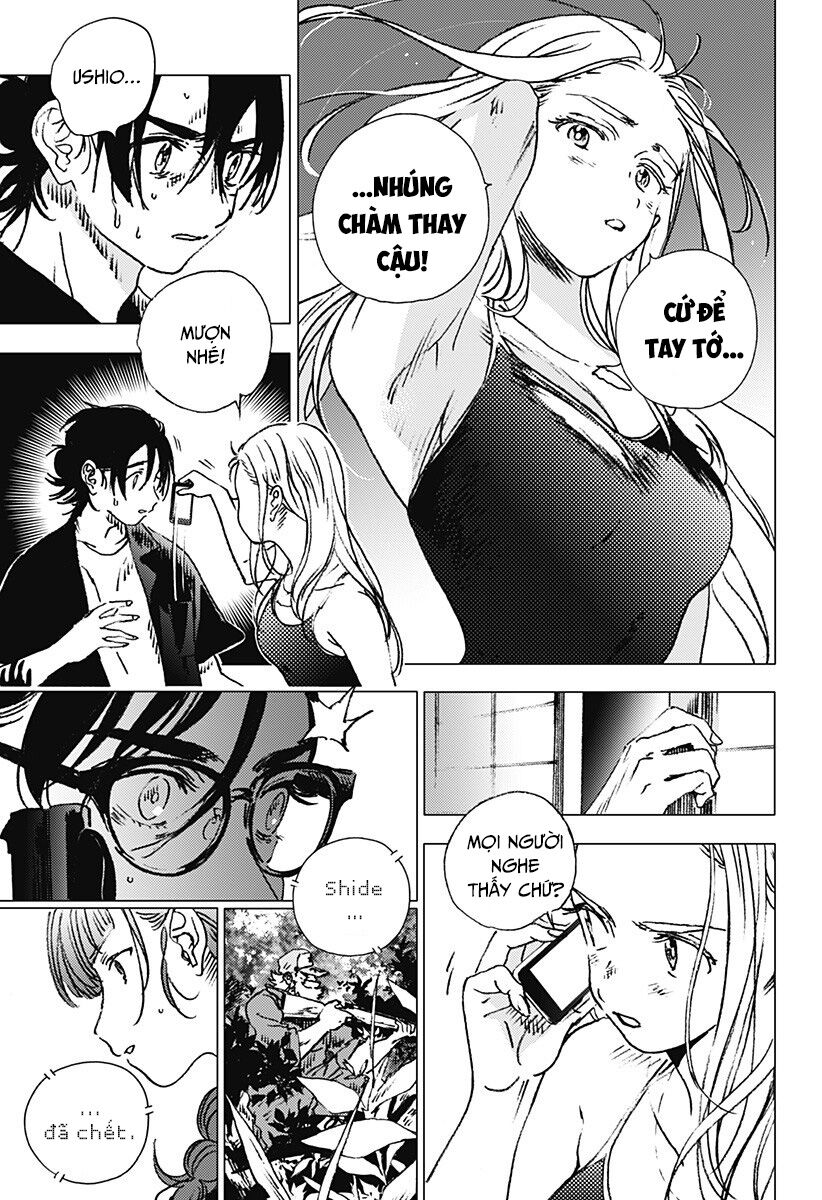 CỨ ĐỂ
TAY TỚ...
...NHÚNG
CHÀM THAY
CẬU!
USHIO...
MƯỢN
NHÉ!
MỌI NGƯỜI
NGHE
THẤY CHỨ?
Shide
...
...
đã chết.